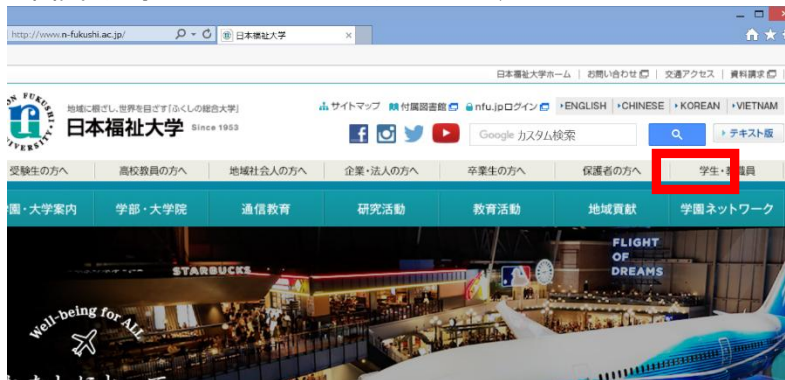 http://www.n-fukushi.ac.jp/
日本福祉大学
日本福祉大学ホーム | お問い合わせ | 交通アクセス | 資料請求
地域に根ざし、世界を目ざす「ふくしの総合大学」
日本福祉大学 Since 1953
サイトマップ 付属図書館 nfu.jpログイン ENGLISH CHINESE KOREAN VIETNAM
Google カスタム検索
テキスト版
受験生の方へ 高校教員の方へ 地域社会人の方へ 企業・法人の方へ 卒業生の方へ 保護者の方へ 学生・教職員
大学案内 学部・大学院 通信教育 研究活動 教育活動 地域貢献 学園ネットワーク
STARBUCKS
FLIGHT
OF
DREAMS
Well-being for ALL